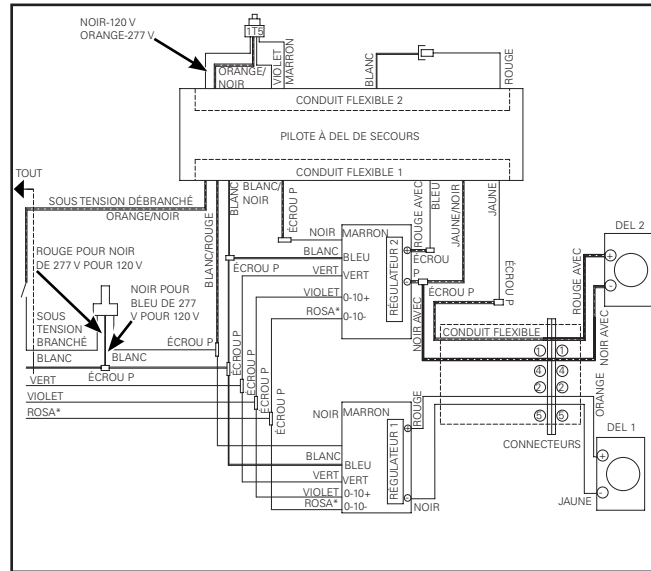 NOIR-120 V
ORANGE-277 V
1T5
ORANGE/
NOIR
VIOLET
MARRON
BLANC
ROUGE
CONDUIT FLEXIBLE 2
PILOTE À DEL DE SECOURS
CONDUIT FLEXIBLE 1
TOUT
SOUS TENSION DÉBRANCHÉ
ORANGE/NOIR
BLANC/ROUGE
BLANC
BLANC/
NOIR
ÉCROU P
ROUGE AVEC
BLEU
JAUNE/NOIR
JAUNE
ROUGE POUR NOIR
DE 277 V POUR 120 V
NOIR POUR
BLEU DE 277
V POUR 120 V
SOUS
TENSION
BRANCHÉ
BLANC
BLANC
ÉCROU P
ÉCROU P
VERT
VIOLET
ROSA*
NOIR
MARRON
BLANC
BLEU
ÉCROU P
VERT
VERT
VIOLET
0-10+
ROSA*
0-10-
RÉGULATEUR 2
ÉCROU
P
ÉCROU P
ÉCROU P
NOIR AVEC
ÉCROU P
ÉCROU P
ÉCROU P
ÉCROU P
DEL 2
+
-
ROUGE AVEC
NOIR AVEC
CONDUIT FLEXIBLE
1 1
4 4
2 2
5 5
ORANGE
CONNECTEURS
DEL 1
+
-
JAUNE
NOIR
MARRON
ROUGE
BLANC
BLEU
VERT
VERT
VIOLET
0-10+
ROSA*
0-10-
RÉGULATEUR 1
NOIR